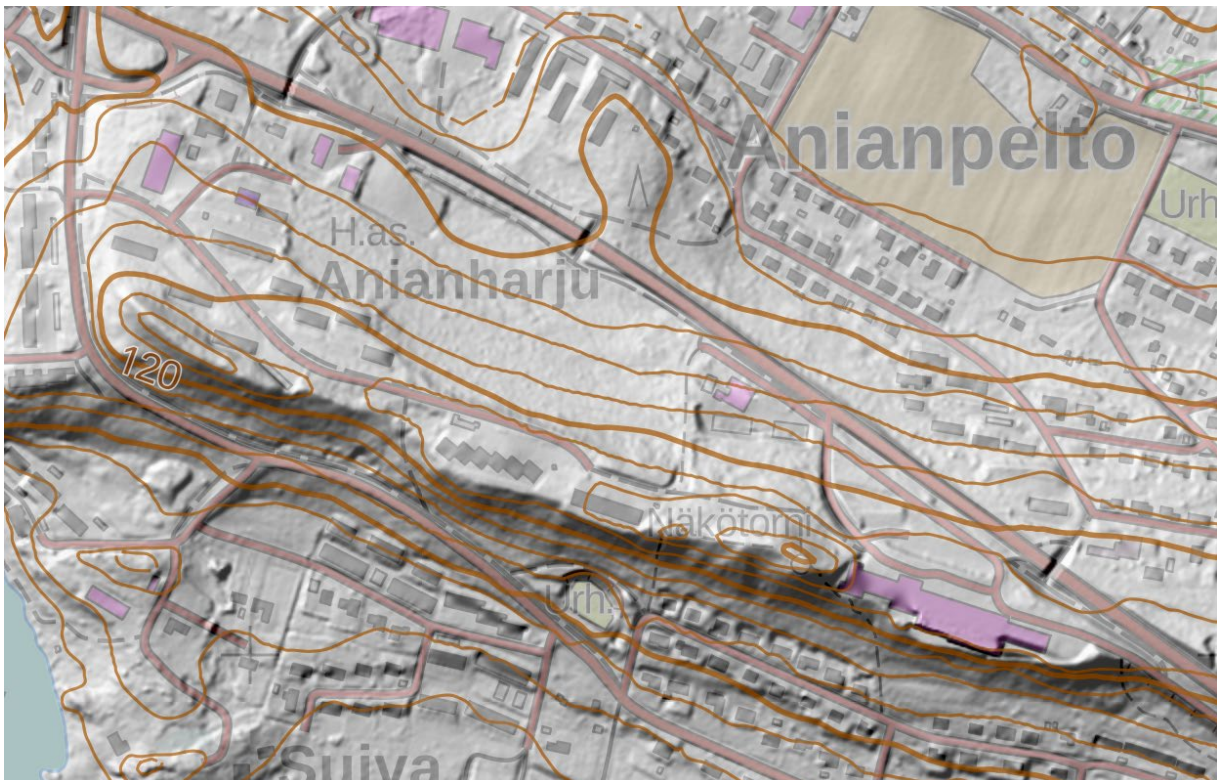 Anianpelto
Urh
H.as.
Anianharju
120
Näkötorni
Urh.
Suiva